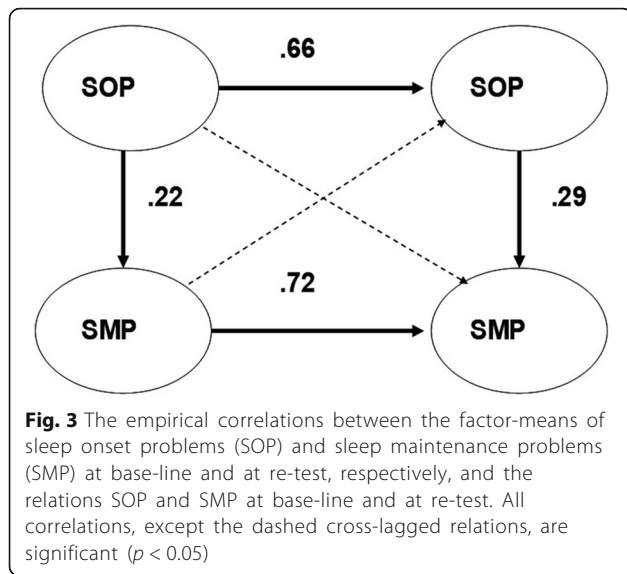 .66
SOP SOP
.22 .29
.72
SMP SMP
Fig. 3 The empirical correlations between the factor-means of
sleep onset problems (SOP) and sleep maintenance problems
(SMP) at base-line and at re-test, respectively, and the
relations SOP and SMP at base-line and at re-test. All
correlations, except the dashed cross-lagged relations, are
significant (p < 0.05)